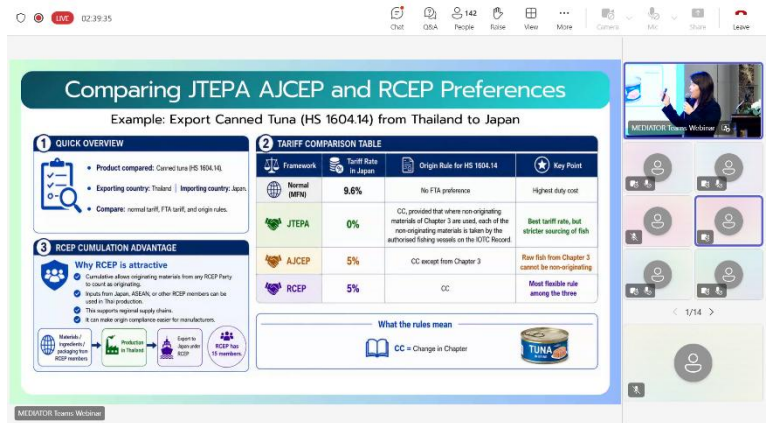 LIVE
02:39:35
Chat
Q&A
142
People
Raise
View
More
Camera
Mic
Share
Leave
Comparing JTEPA AJCEP and RCEP Preferences
Example: Export Canned Tuna (HS 1604.14) from Thailand to Japan
1 QUICK OVERVIEW
• Product compared: Canned tuna (HS 1604.14).
• Exporting country: Thailand | Importing country: Japan.
• Compare: normal tariff, FTA tariff, and origin rules.
2 TARIFF COMPARISON TABLE
Framework
Tariff Rate
in Japan
Origin Rule for HS 1604.14
Key Point
Normal
(MFN)
9.6%
No FTA preference
Highest duty cost
JTEPA
0%
CC, provided that where non-originating
materials of Chapter 3 are used, each of the
non-originating materials is taken by the
authorised fishing vessels on the IOTC Record
Best tariff rate, but
stricter sourcing of fish
AJCEP
5%
CC except from Chapter 3
Raw fish from Chapter 3
cannot be non-originating
RCEP
5%
CC
Most flexible rule
among the three
3 RCEP CUMULATION ADVANTAGE
Why RCEP is attractive
Cumulation allows originating materials from any RCEP Party
to count as originating.
Inputs from Japan, ASEAN, or other RCEP members can be
used in Thai production.
This supports regional supply chains.
It can make origin compliance easier for manufacturers.
Materials /
ingredients /
packaging from
RCEP members
Production
in Thailand
Export to
Japan under
RCEP
RCEP has
15 members.
What the rules mean
CC = Change in Chapter
TUNA
MEDIATOR Teams Webinar
MEDIATOR Teams Webinar
1/14